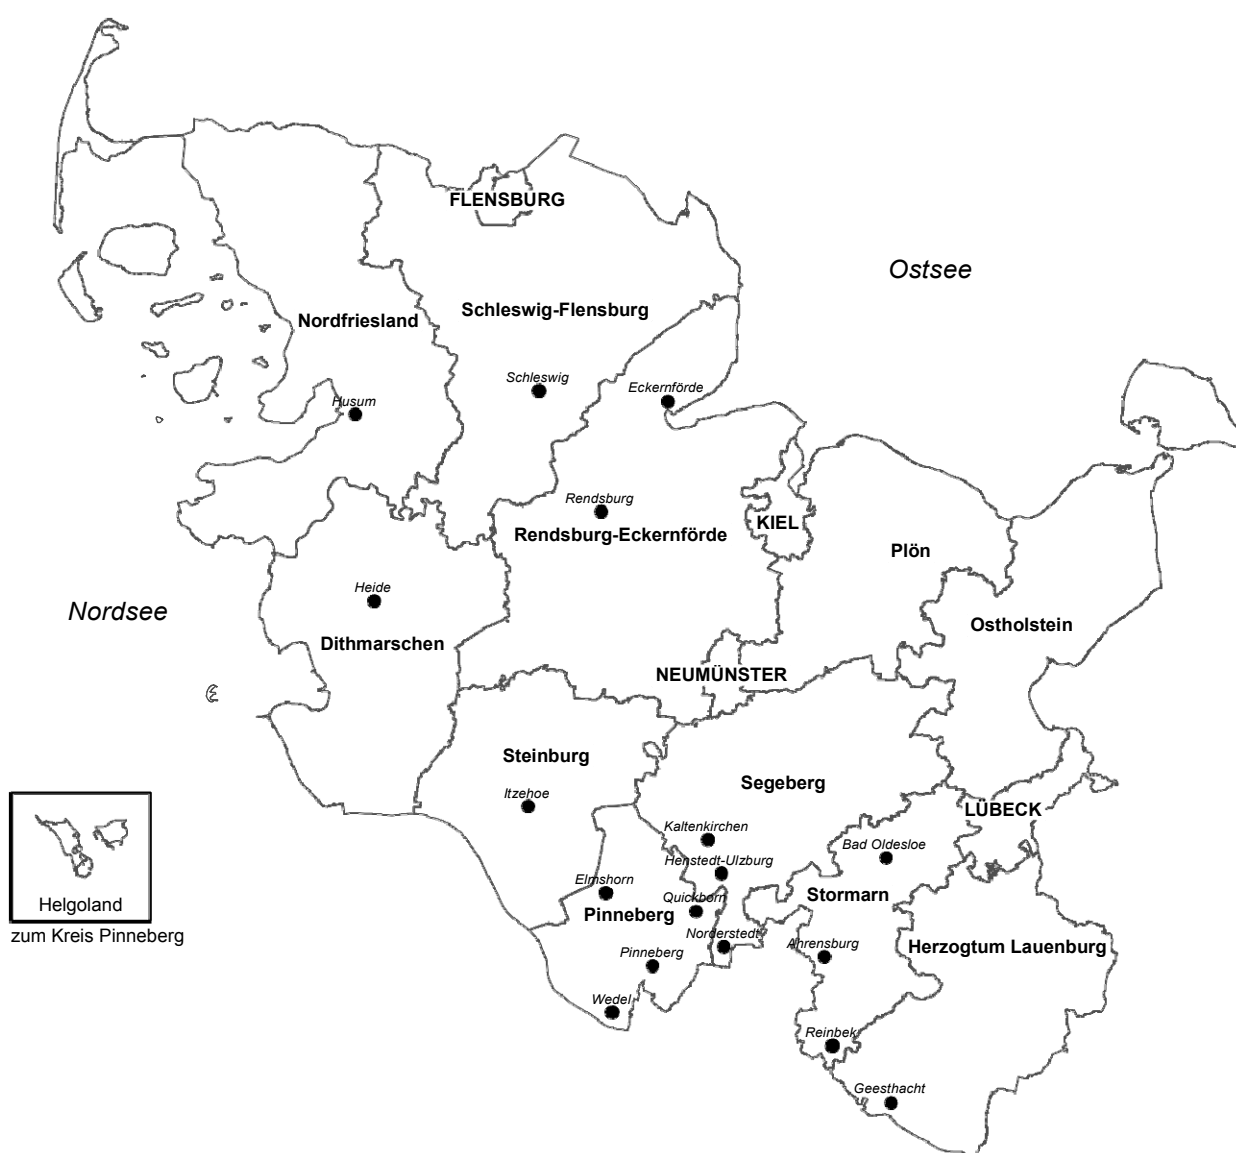 FLENSBURG
Ostsee
Schleswig-Flensburg
Nordfriesland
Schleswig
Eckernförde
Husum
Rendsburg
KIEL
Rendsburg-Eckernförde
Plön
Heide
Nordsee
Ostholstein
Dithmarschen
NEUMÜNSTER
Steinburg
Segeberg
Itzehoe
LÜBECK
Kaltenkirchen
Bad Oldesloe
Henstedt-Ulzburg
Elmshorn
Quickborn
Stormarn
Helgoland
Pinneberg
zum Kreis Pinneberg
Norderstedt
Ahrensburg
Herzogtum Lauenburg
Pinneberg
Wedel
Reinbek
Geesthacht